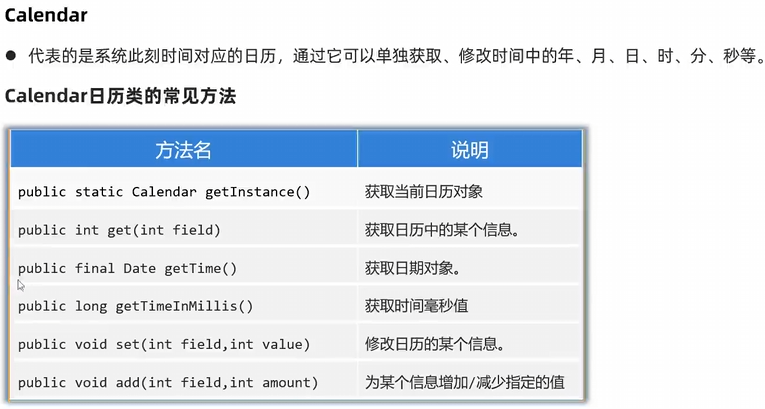 Calendar
● 代表的是系统此刻时间对应的日历，通过它可以单独获取、修改时间中的年、月、日、时、分、秒等。
Calendar日历类的常见方法
方法名 说明
public static Calendar getInstance() 获取当前日历对象
public int get(int field) 获取日历中的某个信息。
public final Date getTime() 获取日期对象。
public long getTimeInMillis() 获取时间毫秒值
public void set(int field,int value) 修改日历的某个信息。
public void add(int field,int amount) 为某个信息增加/减少指定的值